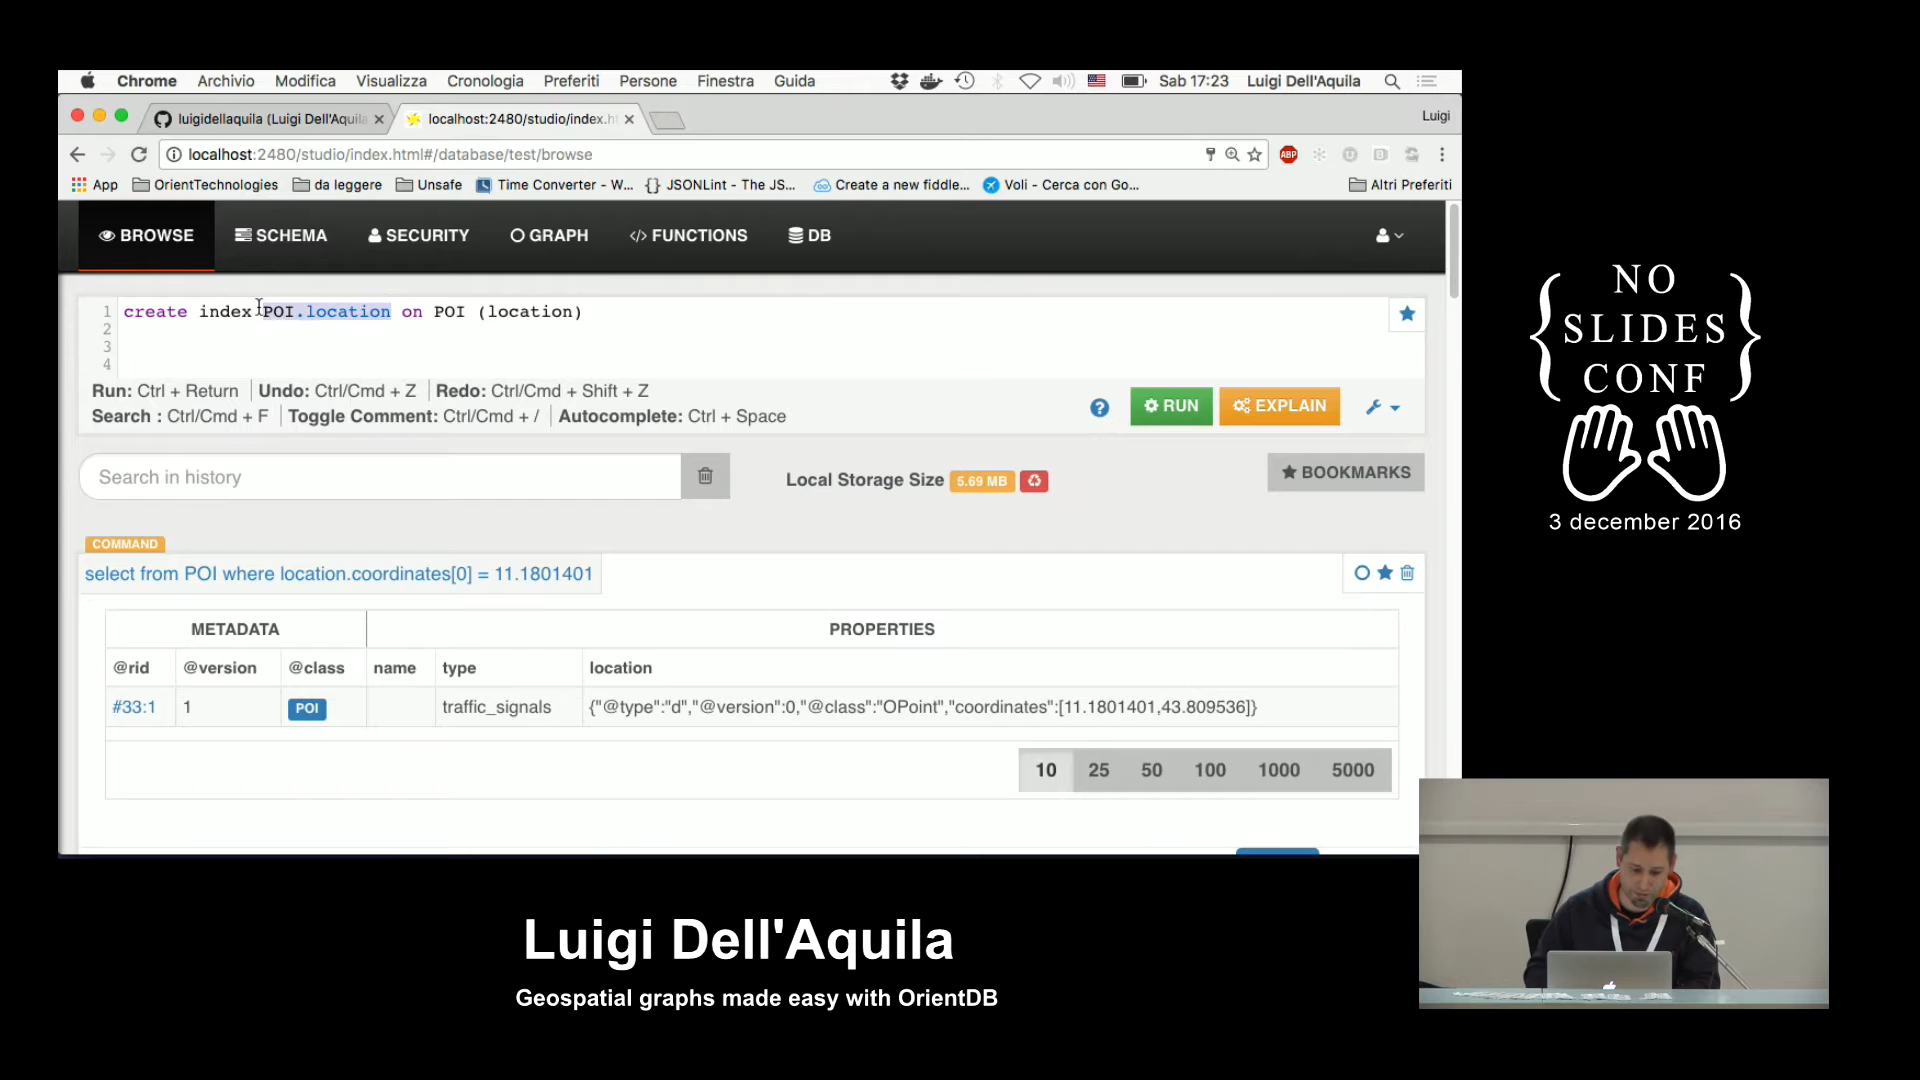 Chrome Archivio Modifica Visualizza Cronologia Preferiti Persone Finestra Guida Sab 17:23 Luigi Dell'Aquila
luigidellaquila (Luigi Dell'Aquila localhost:2480/studio/index.h Luigi
localhost:2480/studio/index.html#/database/test/browse ABP
App OrientTechnologies da leggere Unsafe Time Converter - W... JSONLint - The JS... Create a new fiddle... Voli - Cerca con Go... Altri Preferiti
BROWSE SCHEMA SECURITY GRAPH FUNCTIONS DB
1 create index POI.location on POI (location)
2
3
4
Run: Ctrl + Return Undo: Ctrl/Cmd + Z Redo: Ctrl/Cmd + Shift + Z
Search : Ctrl/Cmd + F Toggle Comment: Ctrl/Cmd + / Autocomplete: Ctrl + Space
RUN EXPLAIN
Search in history
Local Storage Size 5.69 MB
BOOKMARKS
COMMAND
select from POI where location.coordinates[0] = 11.1801401
METADATA PROPERTIES
@rid @version @class name type location
#33:1 1 POI traffic_signals {"@type":"d","@version":0,"@class":"OPoint","coordinates":[11.1801401,43.809536]}
10 25 50 100 1000 5000
NO
SLIDES
CONF
3 december 2016
Luigi Dell'Aquila
Geospatial graphs made easy with OrientDB